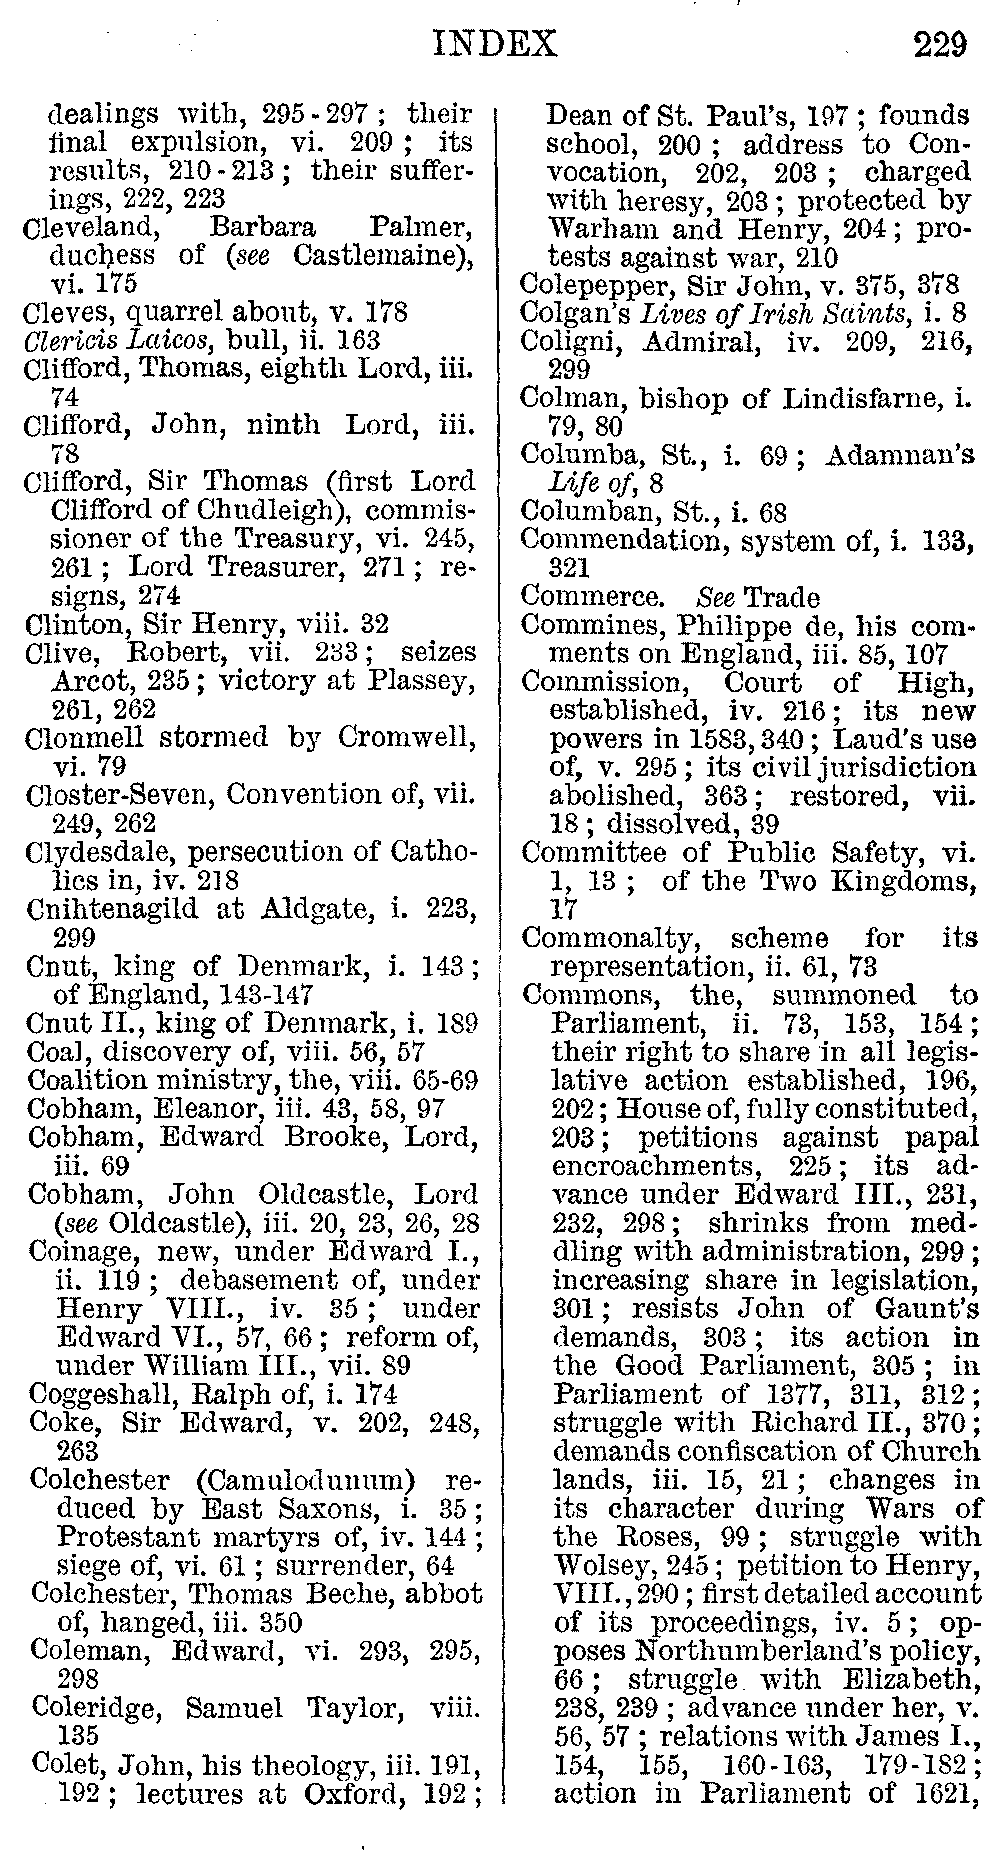 INDEX 229
dealings with, 295-297 ; their
final expulsion, vi. 209 ; its
results, 210-213 ; their suffer-
ings, 222, 223
Cleveland, Barbara Palmer,
duchess of (see Castlemaine),
vi. 175
Cleves, quarrel about, v. 178
Clericis Laicos, bull, ii. 163
Clifford, Thomas, eighth Lord, iii.
74
Clifford, John, ninth Lord, iii.
78
Clifford, Sir Thomas (first Lord
Clifford of Chudleigh), commis-
sioner of the Treasury, vi. 245,
261 ; Lord Treasurer, 271 ; re-
signs, 274
Clinton, Sir Henry, viii. 32
Clive, Robert, vii. 233 ; seizes
Arcot, 235 ; victory at Plassey,
261, 262
Clonmell stormed by Cromwell,
vi. 79
Closter-Seven, Convention of, vii.
249, 262
Clydesdale, persecution of Catho-
lics in, iv. 218
Cnihtenagild at Aldgate, i. 223,
299
Cnut, king of Denmark, i. 143 ;
of England, 143-147
Cnut II., king of Denmark, i. 189
Coal, discovery of, viii. 56, 57
Coalition ministry, the, viii. 65-69
Cobham, Eleanor, iii. 43, 58, 97
Cobham, Edward Brooke, Lord,
iii. 69
Cobham, John Oldcastle, Lord
(see Oldcastle), iii. 20, 23, 26, 28
Coinage, new, under Edward I.,
ii. 119 ; debasement of, under
Henry VIII., iv. 35 ; under
Edward VI., 57, 66 ; reform of,
under William III., vii. 89
Coggeshall, Ralph of, i. 174
Coke, Sir Edward, v. 202, 248,
263
Colchester (Camulodunum) re-
duced by East Saxons, i. 35 ;
Protestant martyrs of, iv. 144 ;
siege of, vi. 61 ; surrender, 64
Colchester, Thomas Beche, abbot
of, hanged, iii. 350
Coleman, Edward, vi. 293, 295,
298
Coleridge, Samuel Taylor, viii.
135
Colet, John, his theology, iii. 191,
192 ; lectures at Oxford, 192 ;
Dean of St. Paul's, 197 ; founds
school, 200 ; address to Con-
vocation, 202, 203 ; charged
with heresy, 203 ; protected by
Warham and Henry, 204 ; pro-
tests against war, 210
Colepepper, Sir John, v. 375, 378
Colgan's Lives of Irish Saints, i. 8
Coligni, Admiral, iv. 209, 216,
299
Colman, bishop of Lindisfarne, i.
79, 80
Columba, St., i. 69 ; Adamnan's
Life of, 8
Columban, St., i. 68
Commendation, system of, i. 133,
321
Commerce. See Trade
Commines, Philippe de, his com-
ments on England, iii. 85, 107
Commission, Court of High,
established, iv. 216 ; its new
powers in 1583, 340 ; Laud's use
of, v. 295 ; its civil jurisdiction
abolished, 363 ; restored, vii.
18 ; dissolved, 39
Committee of Public Safety, vi.
1, 13 ; of the Two Kingdoms,
17
Commonalty, scheme for its
representation, ii. 61, 73
Commons, the, summoned to
Parliament, ii. 73, 153, 154 ;
their right to share in all legis-
lative action established, 196,
202 ; House of, fully constituted,
203 ; petitions against papal
encroachments, 225 ; its ad-
vance under Edward III., 231,
232, 298 ; shrinks from med-
dling with administration, 299 ;
increasing share in legislation,
301 ; resists John of Gaunt's
demands, 303 ; its action in
the Good Parliament, 305 ; in
Parliament of 1377, 311, 312 ;
struggle with Richard II., 370 ;
demands confiscation of Church
lands, iii. 15, 21 ; changes in
its character during Wars of
the Roses, 99 ; struggle with
Wolsey, 245 ; petition to Henry,
VIII., 290 ; first detailed account
of its proceedings, iv. 5 ; op-
poses Northumberland's policy,
66 ; struggle with Elizabeth,
238, 239 ; advance under her, v.
56, 57 ; relations with James I.,
154, 155, 160-163, 179-182 ;
action in Parliament of 1621,